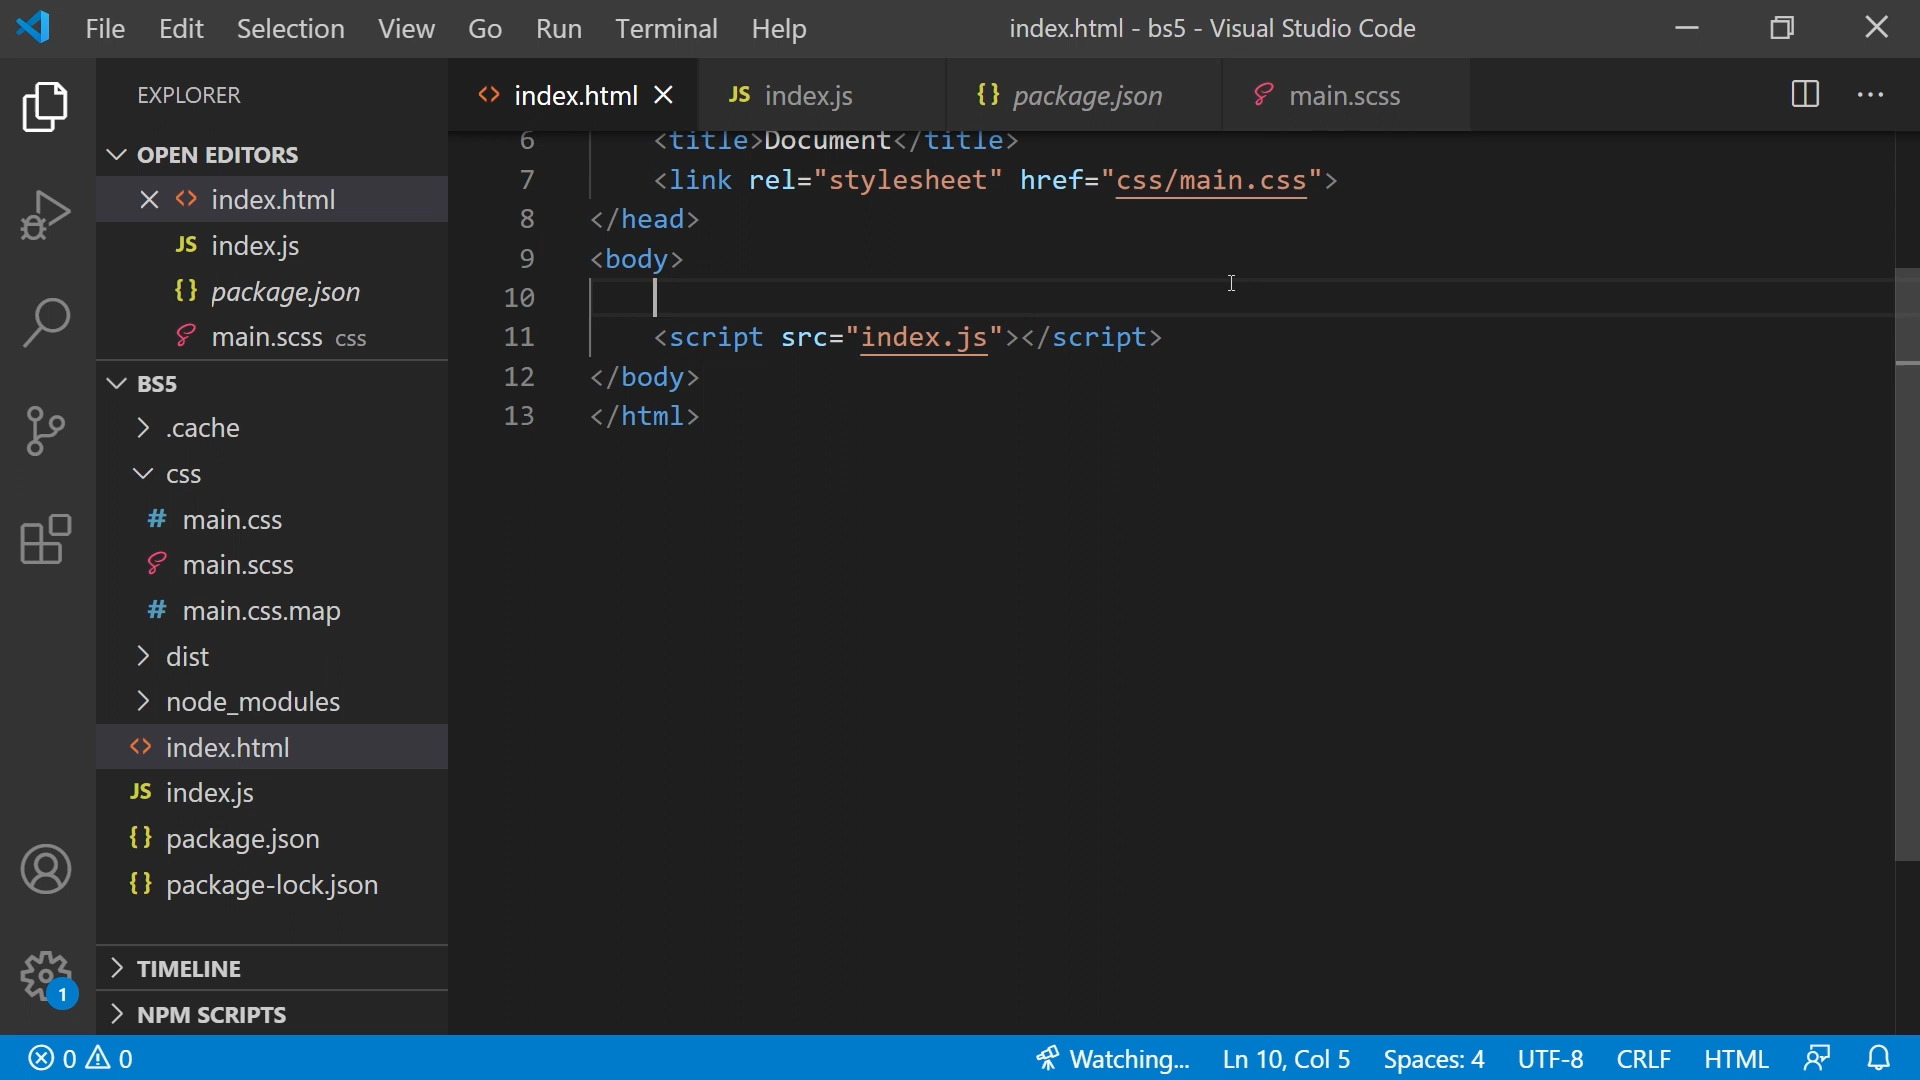 File Edit Selection View Go Run Terminal Help index.html - bs5 - Visual Studio Code
EXPLORER
OPEN EDITORS
index.html
JS index.js
{} package.json
main.scss css
BS5
.cache
css
# main.css
main.scss
# main.css.map
dist
node_modules
<> index.html
JS index.js
{} package.json
{} package-lock.json
TIMELINE
NPM SCRIPTS
<> index.html JS index.js {} package.json main.scss
6 <title>Document</title>
7 <link rel="stylesheet" href="css/main.css">
8 </head>
9 <body>
10
11 <script src="index.js"></script>
12 </body>
13 </html>
1
0 0 Watching... Ln 10, Col 5 Spaces: 4 UTF-8 CRLF HTML